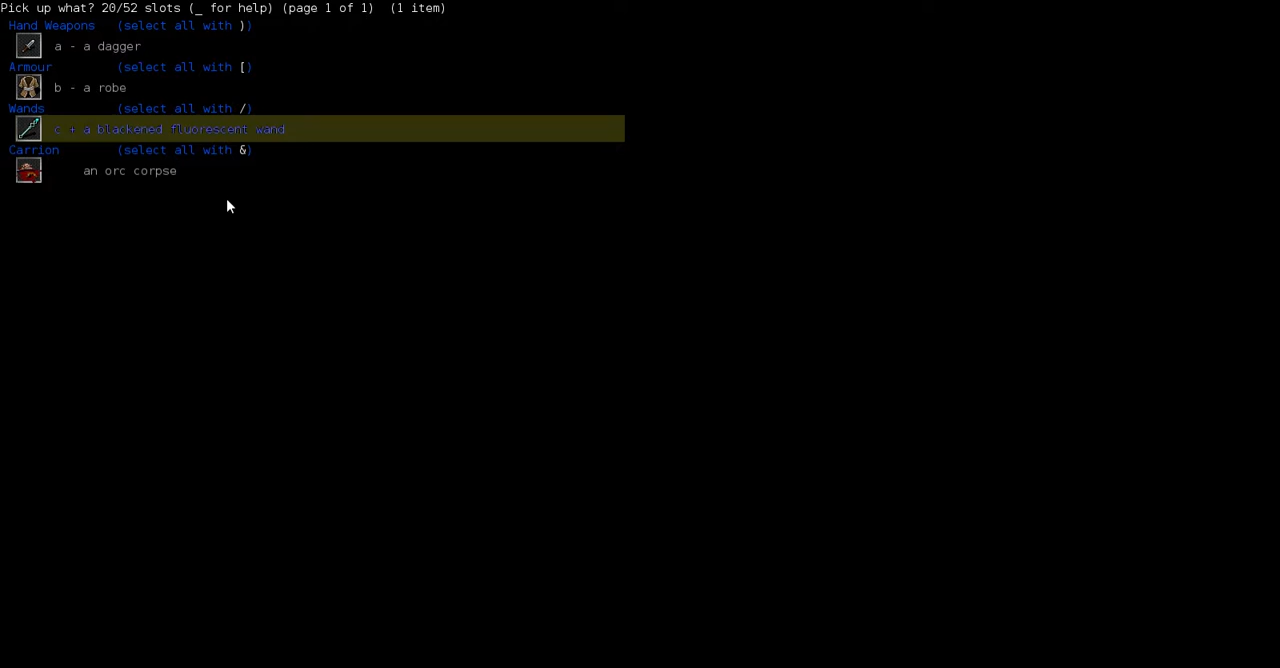 Pick up what? 20/52 slots (_ for help) (page 1 of 1)  (1 item)
Hand Weapons   (select all with ))
a - a dagger
Armour         (select all with [)
b - a robe
Wands          (select all with /)
c + a blackened fluorescent wand
Carrion        (select all with &)
an orc corpse